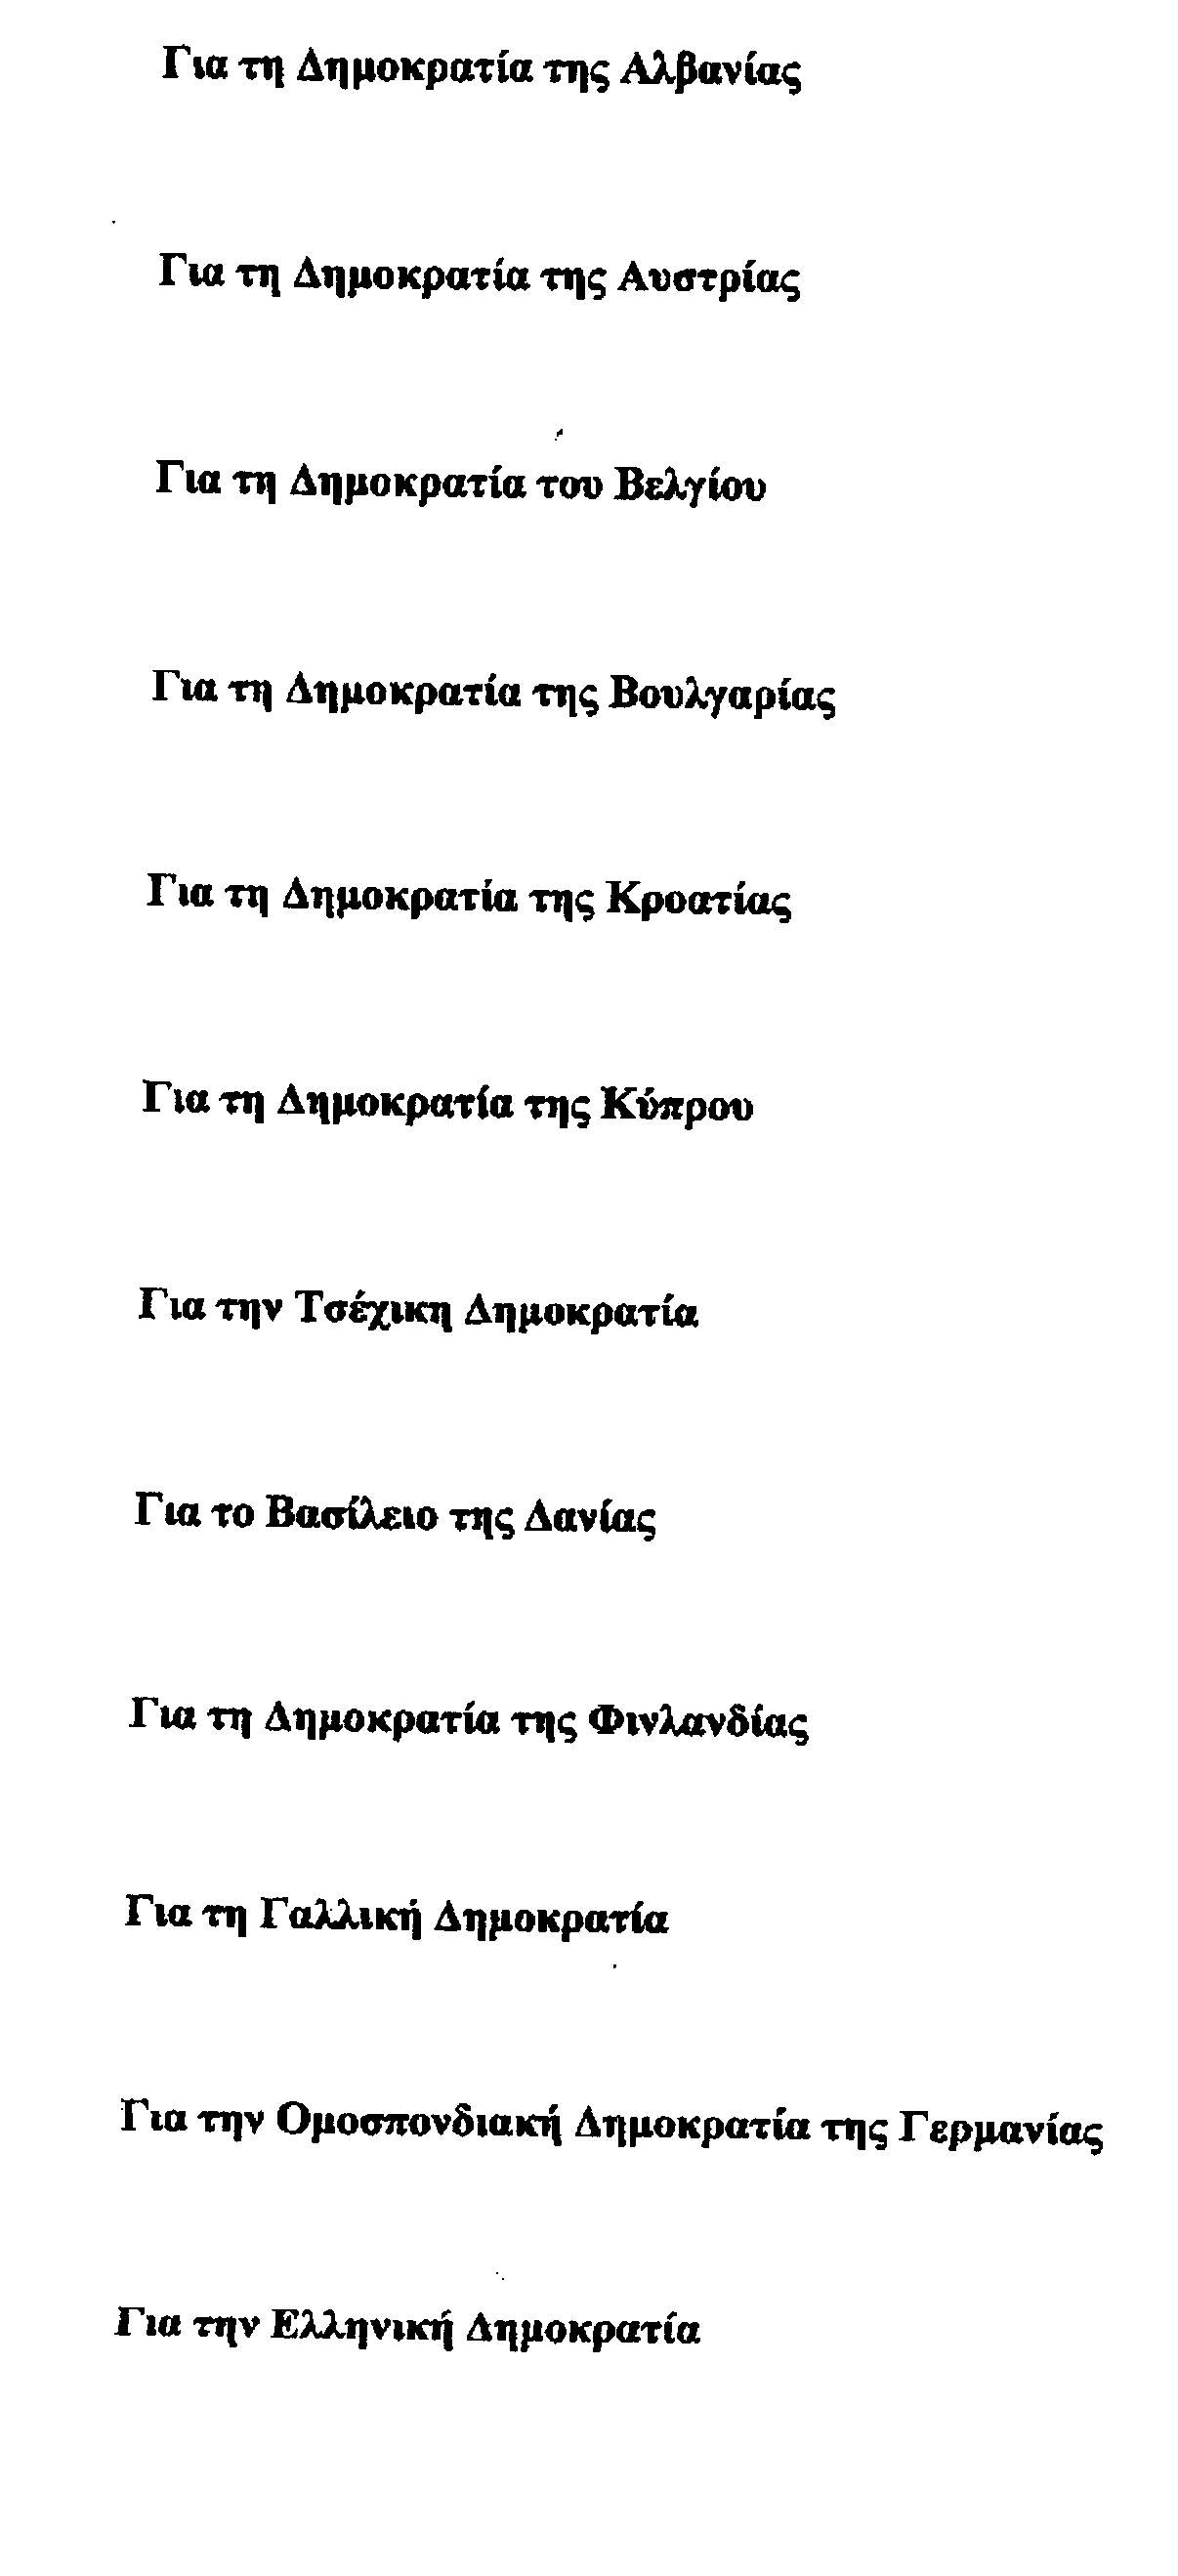 Για τη Δημοκρατία της Αλβανίας
Για τη Δημοκρατία της Αυστρίας
Για τη Δημοκρατία του Βελγίου
Για τη Δημοκρατία της Βουλγαρίας
Για τη Δημοκρατία της Κροατίας
Για τη Δημοκρατία της Κύπρου
Για την Τσέχικη Δημοκρατία
Για το Βασίλειο της Δανίας
Για τη Δημοκρατία της Φινλανδίας
Για τη Γαλλική Δημοκρατία
Για την Ομοσπονδιακή Δημοκρατία της Γερμανίας
Για την Ελληνική Δημοκρατία